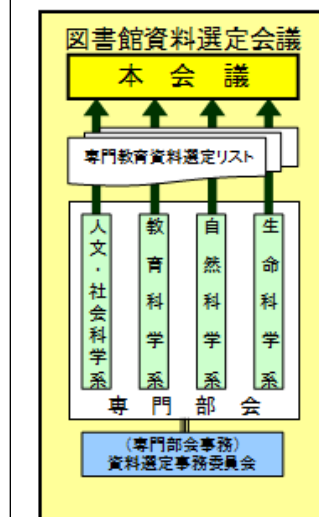 図書館資料選定会議
本会議
専門教育資料選定リスト
人文・社会科学系
教育科学系
自然科学系
生命科学系
専門部会
（専門部会事務）
資料選定事務委員会